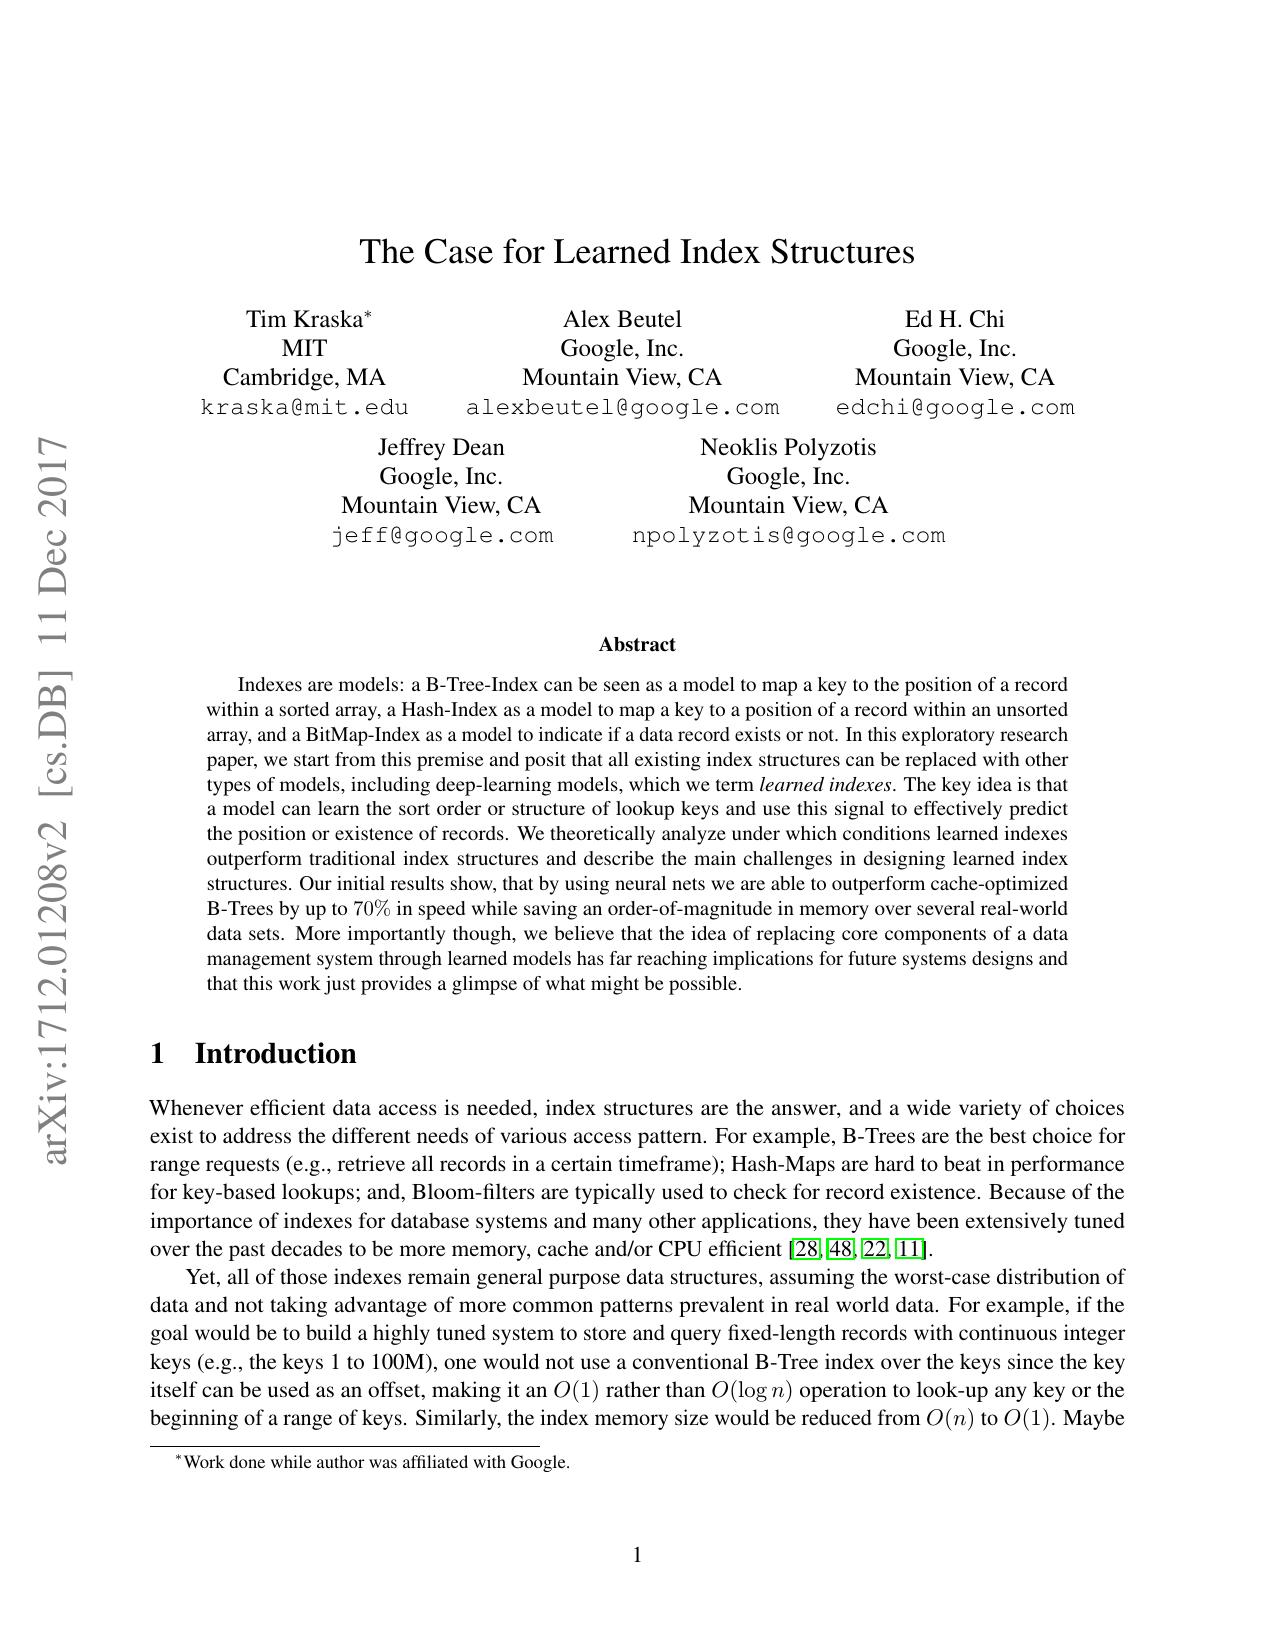 The Case for Learned Index Structures
Tim Kraska*
MIT
Cambridge, MA
kraska@mit.edu
Alex Beutel
Google, Inc.
Mountain View, CA
alexbeutel@google.com
Ed H. Chi
Google, Inc.
Mountain View, CA
edchi@google.com
Jeffrey Dean
Google, Inc.
Mountain View, CA
jeff@google.com
Neoklis Polyzotis
Google, Inc.
Mountain View, CA
npolyzotis@google.com
arXiv:1712.01208v2 [cs.DB] 11 Dec 2017
Abstract
Indexes are models: a B-Tree-Index can be seen as a model to map a key to the position of a record
within a sorted array, a Hash-Index as a model to map a key to a position of a record within an unsorted
array, and a BitMap-Index as a model to indicate if a data record exists or not. In this exploratory research
paper, we start from this premise and posit that all existing index structures can be replaced with other
types of models, including deep-learning models, which we term learned indexes. The key idea is that
a model can learn the sort order or structure of lookup keys and use this signal to effectively predict
the position or existence of records. We theoretically analyze under which conditions learned indexes
outperform traditional index structures and describe the main challenges in designing learned index
structures. Our initial results show, that by using neural nets we are able to outperform cache-optimized
B-Trees by up to 70% in speed while saving an order-of-magnitude in memory over several real-world
data sets. More importantly though, we believe that the idea of replacing core components of a data
management system through learned models has far reaching implications for future systems designs and
that this work just provides a glimpse of what might be possible.
1 Introduction
Whenever efficient data access is needed, index structures are the answer, and a wide variety of choices
exist to address the different needs of various access pattern. For example, B-Trees are the best choice for
range requests (e.g., retrieve all records in a certain timeframe); Hash-Maps are hard to beat in performance
for key-based lookups; and, Bloom-filters are typically used to check for record existence. Because of the
importance of indexes for database systems and many other applications, they have been extensively tuned
over the past decades to be more memory, cache and/or CPU efficient [28, 48, 22, 11].
Yet, all of those indexes remain general purpose data structures, assuming the worst-case distribution of
data and not taking advantage of more common patterns prevalent in real world data. For example, if the
goal would be to build a highly tuned system to store and query fixed-length records with continuous integer
keys (e.g., the keys 1 to 100M), one would not use a conventional B-Tree index over the keys since the key
itself can be used as an offset, making it an O(1) rather than O(log n) operation to look-up any key or the
beginning of a range of keys. Similarly, the index memory size would be reduced from O(n) to O(1). Maybe
*Work done while author was affiliated with Google.
1